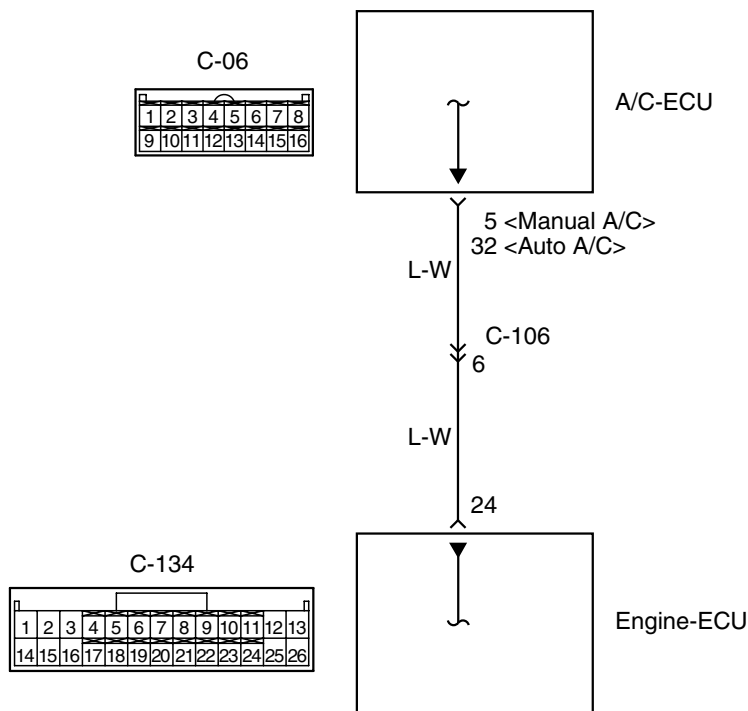 C-06
A/C-ECU
1 2 3 4 5 6 7 8
9 10 11 12 13 14 15 16
5 <Manual A/C>
32 <Auto A/C>
L-W
C-106
6
L-W
24
C-134
Engine-ECU
1 2 3 4 5 6 7 8 9 10 11 12 13
14 15 16 17 18 19 20 21 22 23 24 25 26